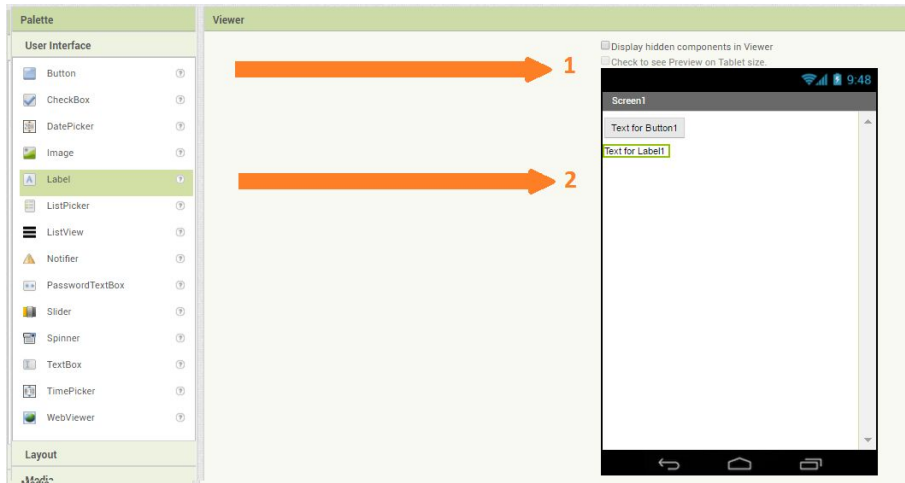 Palette
Viewer
User Interface
Button
CheckBox
DatePicker
Image
Label
ListPicker
ListView
Notifier
PasswordTextBox
Slider
Spinner
TextBox
TimePicker
WebViewer
Layout
Media
1
2
Display hidden components in Viewer
Check to see Preview on Tablet size.
9:48
Screen1
Text for Button1
Text for Label1